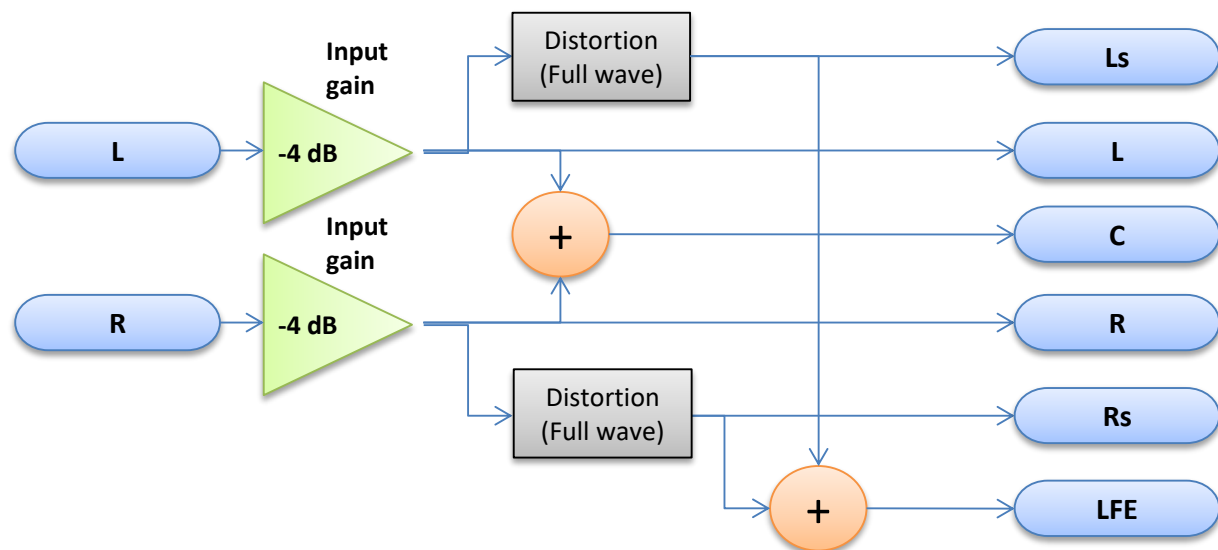 Distortion
(Full wave)
Ls
Input
gain
L
-4 dB
L
+
C
Input
gain
R
-4 dB
R
Distortion
(Full wave)
Rs
+
LFE